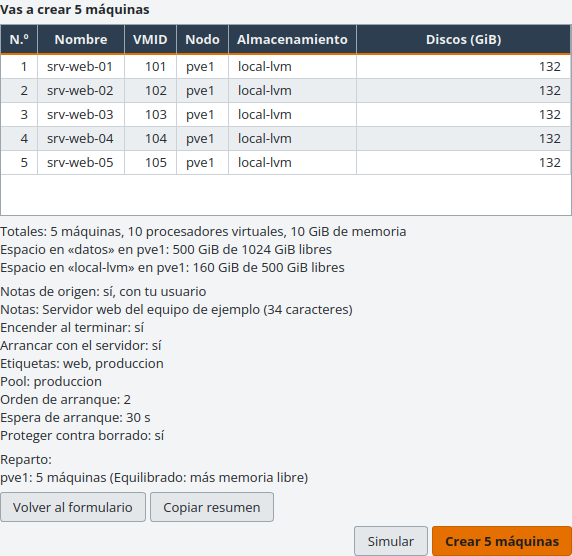 Vas a crear 5 máquinas
N.º Nombre VMID Nodo Almacenamiento Discos (GiB)
1 srv-web-01 101 pve1 local-lvm 132
2 srv-web-02 102 pve1 local-lvm 132
3 srv-web-03 103 pve1 local-lvm 132
4 srv-web-04 104 pve1 local-lvm 132
5 srv-web-05 105 pve1 local-lvm 132
Totales: 5 máquinas, 10 procesadores virtuales, 10 GiB de memoria
Espacio en «datos» en pve1: 500 GiB de 1024 GiB libres
Espacio en «local-lvm» en pve1: 160 GiB de 500 GiB libres
Notas de origen: sí, con tu usuario
Notas: Servidor web del equipo de ejemplo (34 caracteres)
Encender al terminar: sí
Arrancar con el servidor: sí
Etiquetas: web, produccion
Pool: produccion
Orden de arranque: 2
Espera de arranque: 30 s
Proteger contra borrado: sí
Reparto:
pve1: 5 máquinas (Equilibrado: más memoria libre)
Volver al formulario Copiar resumen
Simular Crear 5 máquinas